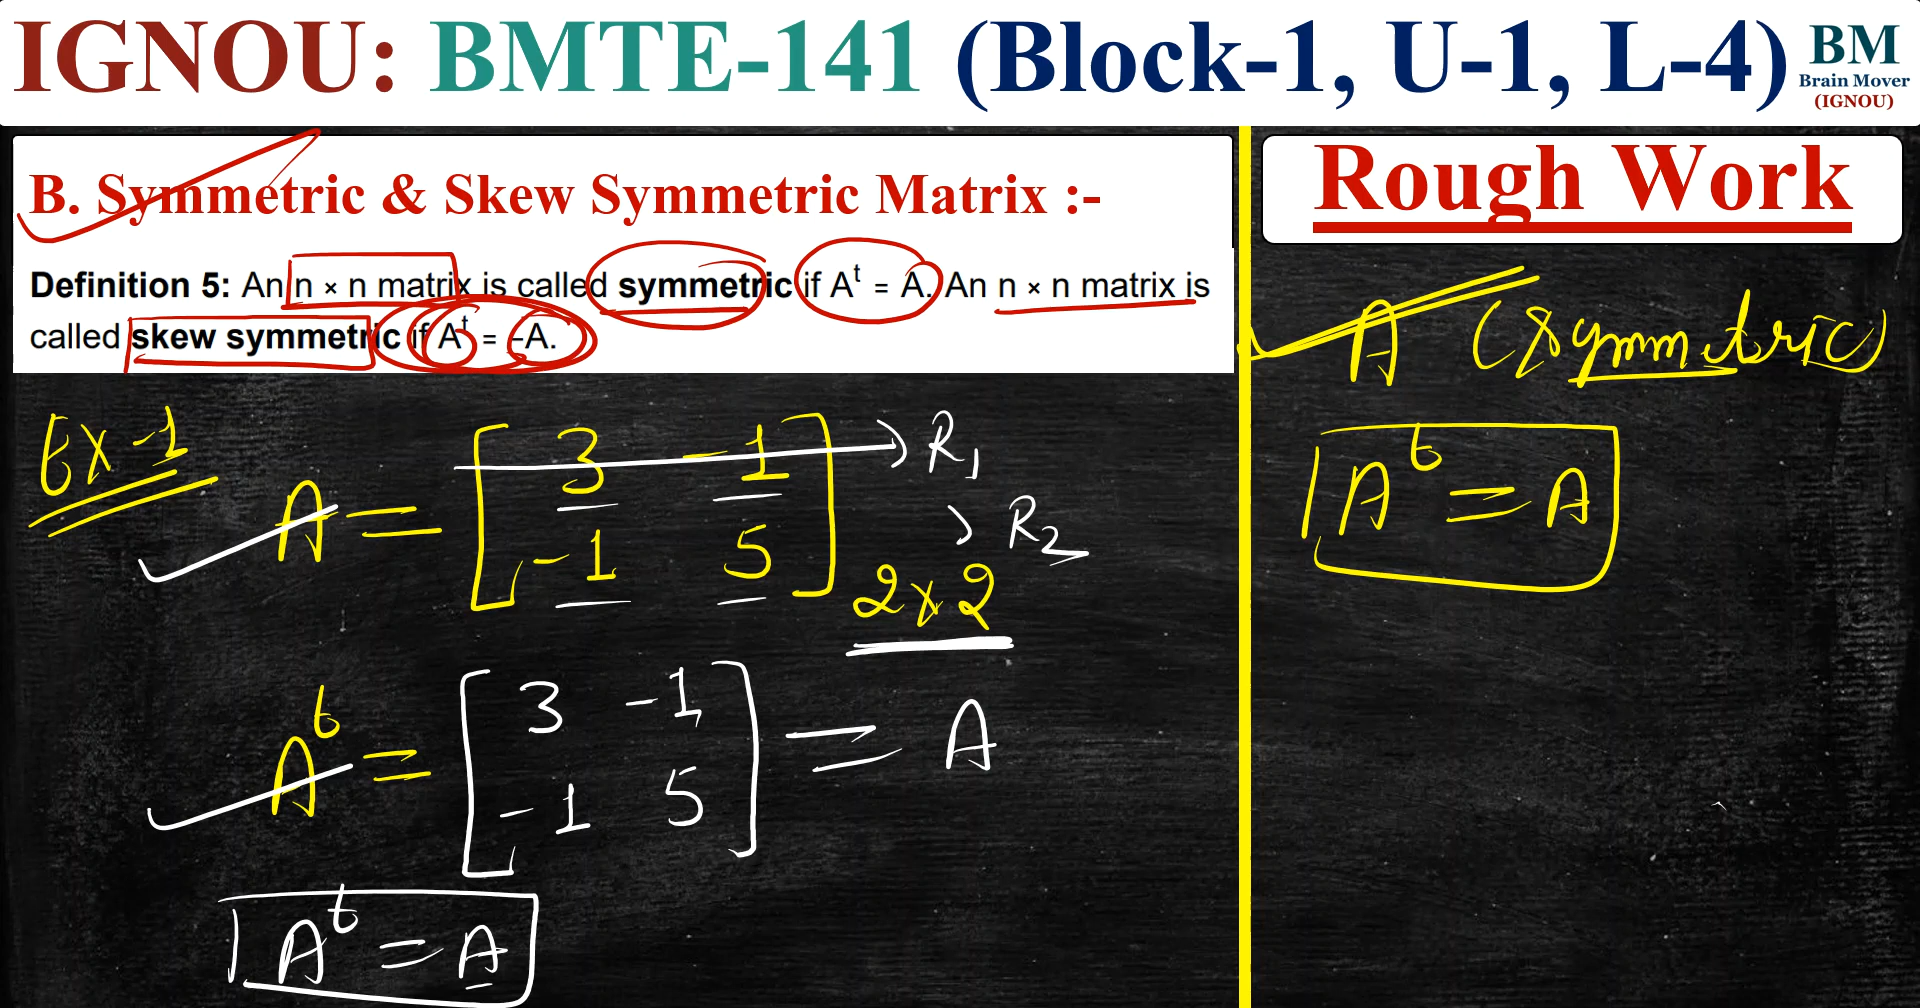 IGNOU: BMTE-141 (Block-1, U-1, L-4)
BM
Brain Mover
(IGNOU)
B. Symmetric & Skew Symmetric Matrix :-
Definition 5: An n × n matrix is called symmetric if Aᵗ = A. An n × n matrix is
called skew symmetric if Aᵗ = –A.
Ex-1
A = [ 3 -1 → R₁
-1 5 ] → R₂
2×2
Aᵗ = [ 3 -1
-1 5 ] = A
Aᵗ = A
Rough Work
A (Symmetric)
Aᵗ = A